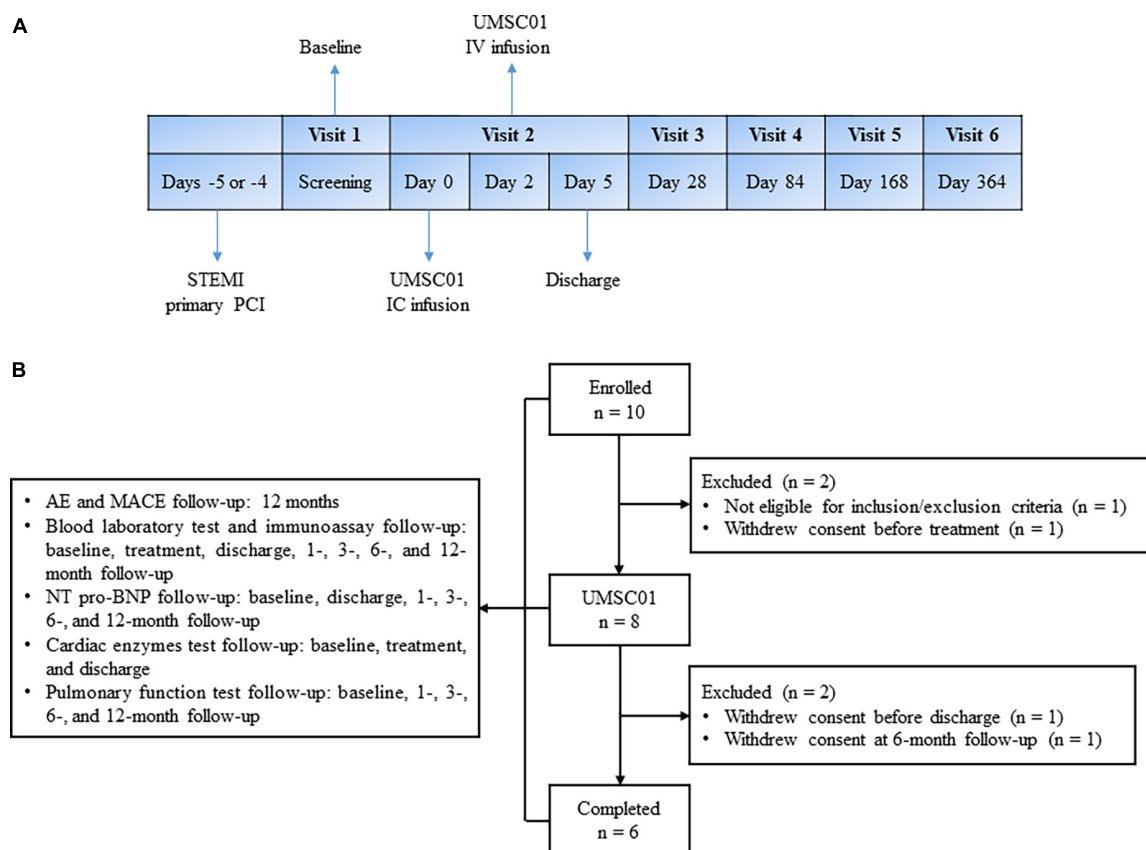 A
UMSC01
IV infusion
Baseline
Visit 1 Visit 2 Visit 3 Visit 4 Visit 5 Visit 6
Days -5 or -4 Screening Day 0 Day 2 Day 5 Day 28 Day 84 Day 168 Day 364
STEMI
primary PCI
UMSC01
IC infusion
Discharge
B
Enrolled
n = 10
Excluded (n = 2)
• Not eligible for inclusion/exclusion criteria (n = 1)
• Withdrew consent before treatment (n = 1)
• AE and MACE follow-up: 12 months
• Blood laboratory test and immunoassay follow-up:
baseline, treatment, discharge, 1-, 3-, 6-, and 12-
month follow-up
• NT pro-BNP follow-up: baseline, discharge, 1-, 3-,
6-, and 12-month follow-up
• Cardiac enzymes test follow-up: baseline, treatment,
and discharge
• Pulmonary function test follow-up: baseline, 1-, 3-,
6-, and 12-month follow-up
UMSC01
n = 8
Excluded (n = 2)
• Withdrew consent before discharge (n = 1)
• Withdrew consent at 6-month follow-up (n = 1)
Completed
n = 6